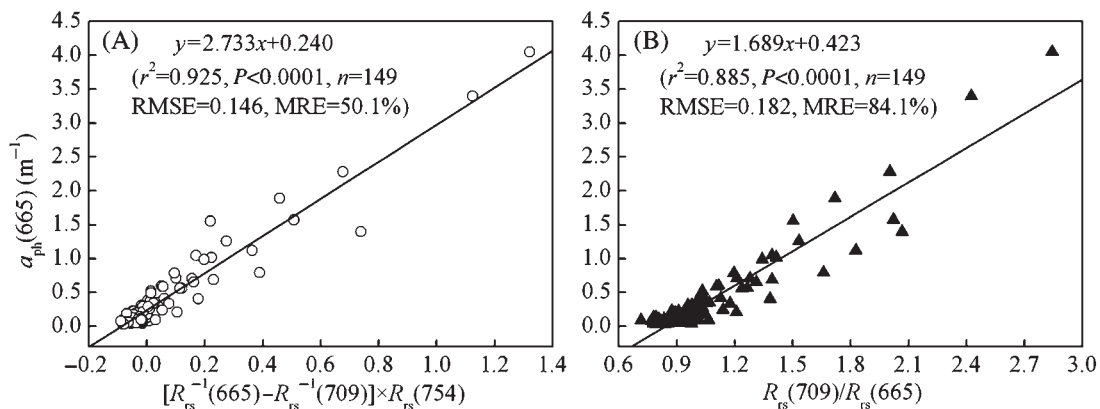 (A)
y=2.733x+0.240
(r²=0.925, P<0.0001, n=149
RMSE=0.146, MRE=50.1%)
4.5
4.0
3.5
3.0
2.5
2.0
1.5
1.0
0.5
0.0
a_ph(665) (m⁻¹)
−0.2 0.0 0.2 0.4 0.6 0.8 1.0 1.2 1.4
[R_rs⁻¹(665)−R_rs⁻¹(709)]×R_rs(754)
(B)
y=1.689x+0.423
(r²=0.885, P<0.0001, n=149
RMSE=0.182, MRE=84.1%)
4.5
4.0
3.5
3.0
2.5
2.0
1.5
1.0
0.5
0.0
0.6 0.9 1.2 1.5 1.8 2.1 2.4 2.7 3.0
R_rs(709)/R_rs(665)